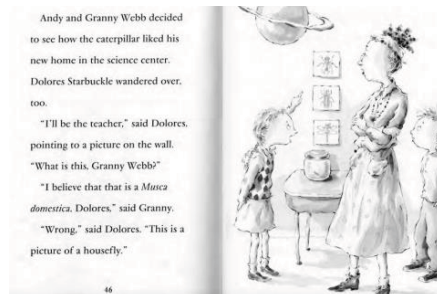 Andy and Granny Webb decided
to see how the caterpillar liked his
new home in the science center.
Dolores Starbuckle wandered over,
too.
"I'll be the teacher," said Dolores,
pointing to a picture on the wall.
"What is this, Granny Webb?"
"I believe that that is a Musca
domestica, Dolores," said Granny.
"Wrong," said Dolores. "This is a
picture of a housefly."
46